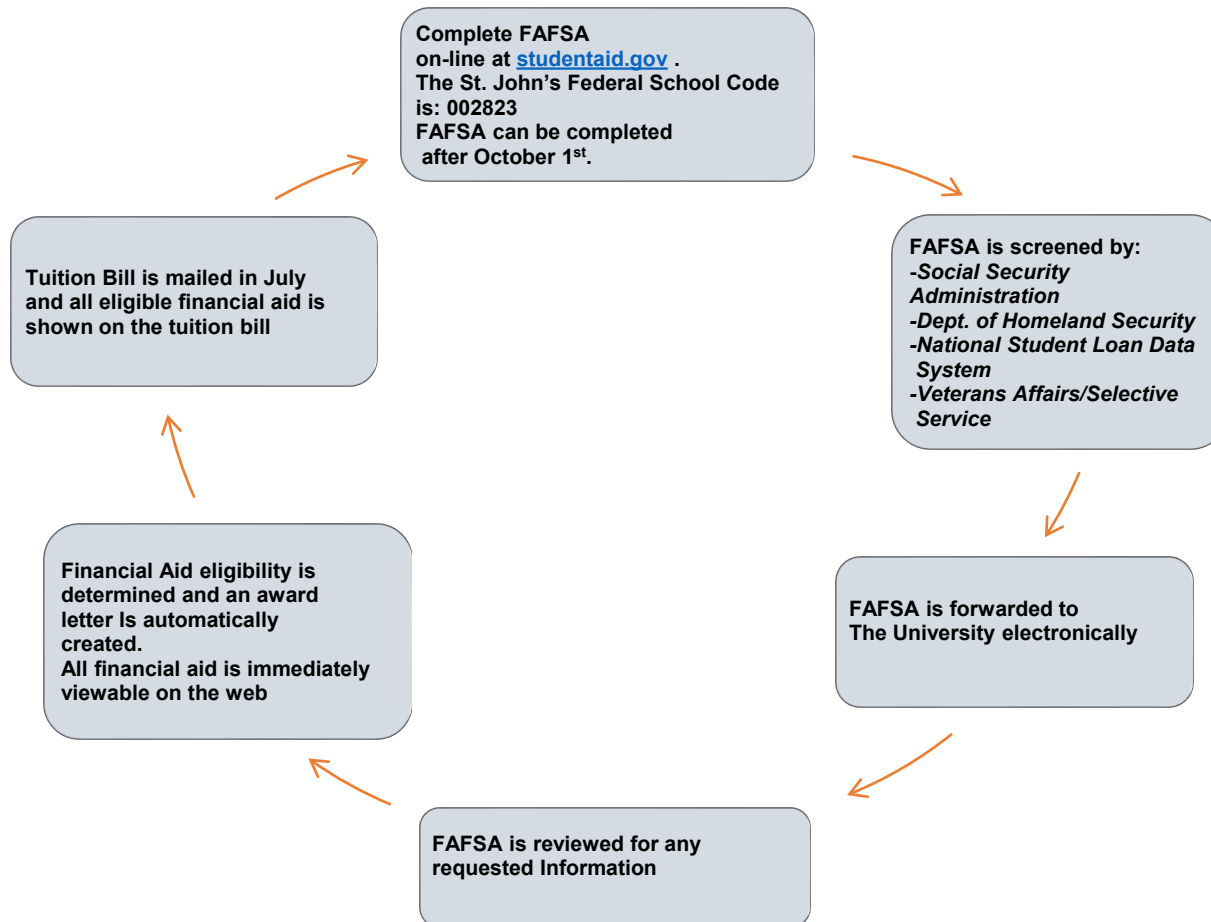 Complete FAFSA
on-line at studentaid.gov .
The St. John’s Federal School Code
is: 002823
FAFSA can be completed
after October 1st.
FAFSA is screened by:
-Social Security
Administration
-Dept. of Homeland Security
-National Student Loan Data
System
-Veterans Affairs/Selective
Service
FAFSA is forwarded to
The University electronically
FAFSA is reviewed for any
requested Information
Financial Aid eligibility is
determined and an award
letter Is automatically
created.
All financial aid is immediately
viewable on the web
Tuition Bill is mailed in July
and all eligible financial aid is
shown on the tuition bill